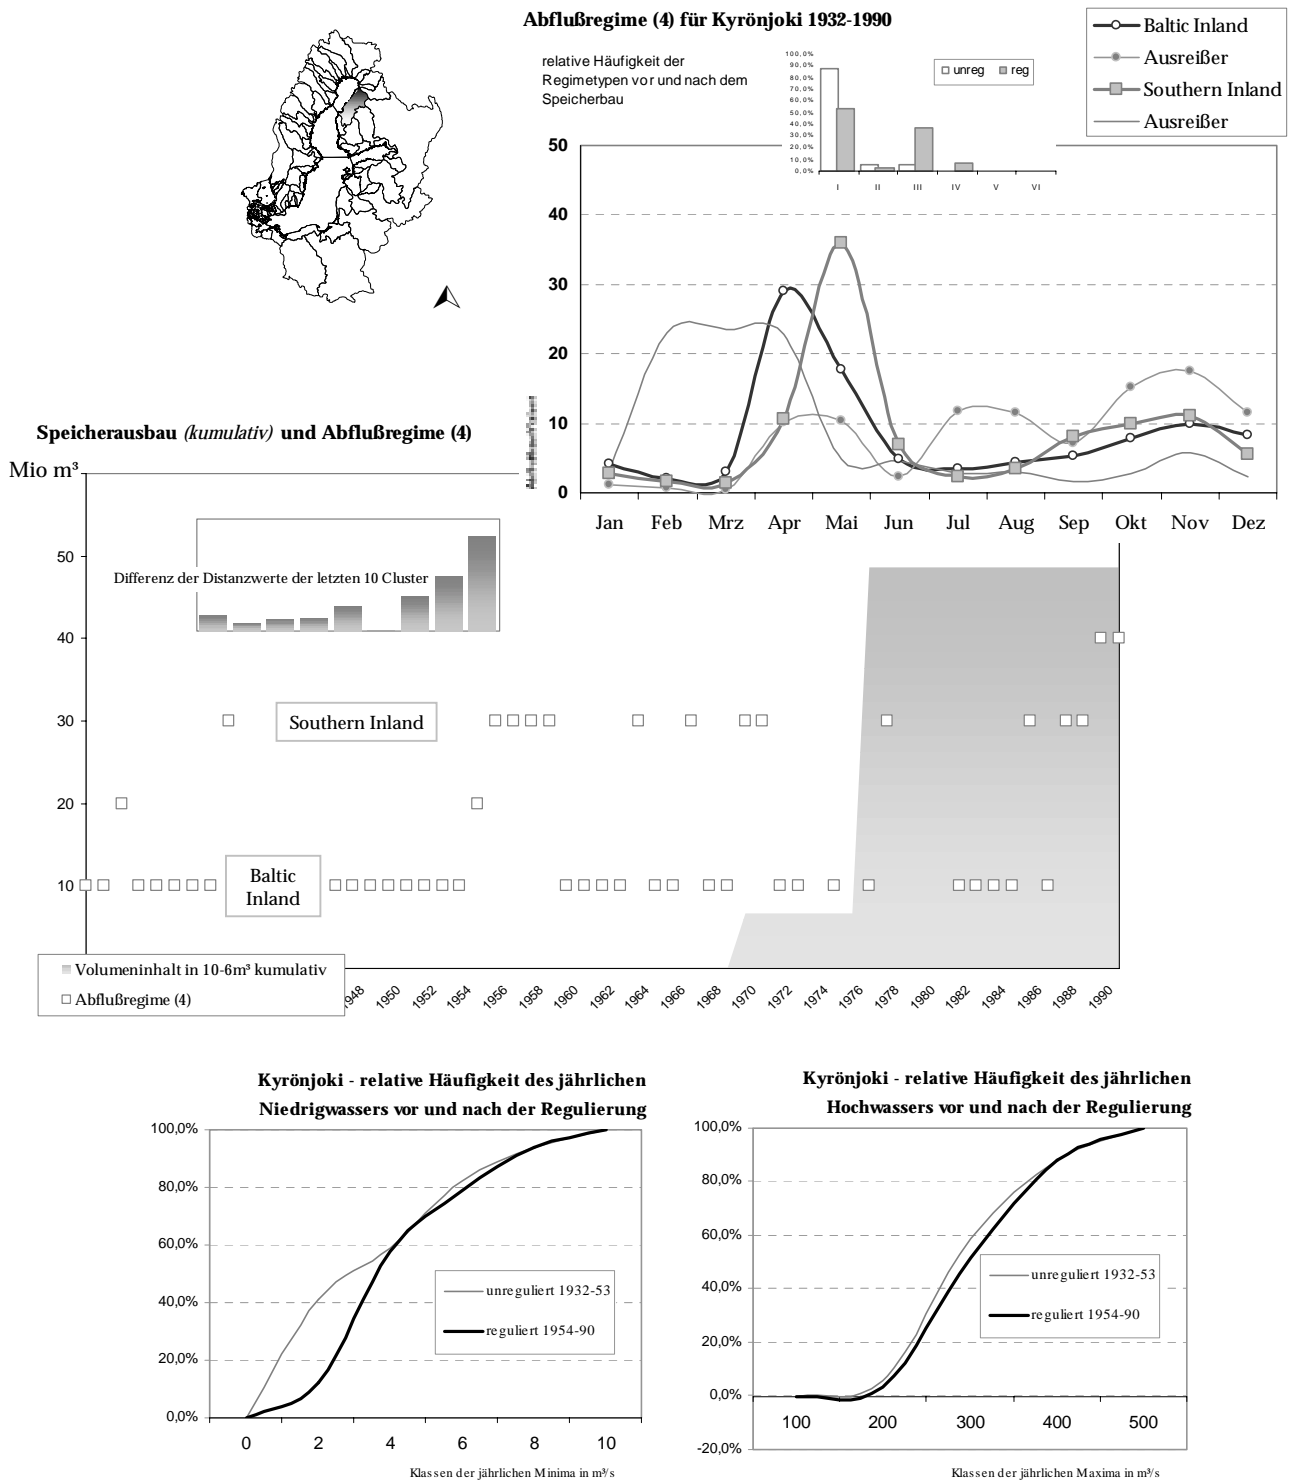 Abflußregime (4) für Kyrönjoki 1932-1990
relative Häufigkeit der
Regimetypen vor und nach dem
Speicherbau
100,0%
90,0%
80,0%
70,0%
60,0%
50,0%
40,0%
30,0%
20,0%
10,0%
0,0%
unreg reg
I II III IV V VI
Baltic Inland
Ausreißer
Southern Inland
Ausreißer
50
40
30
20
10
0
Jan Feb Mrz Apr Mai Jun Jul Aug Sep Okt Nov Dez
Speicherausbau (kumulativ) und Abflußregime (4)
Mio m³
50
40
30
20
10
Differenz der Distanzwerte der letzten 10 Cluster
Southern Inland
Baltic
Inland
Volumeninhalt in 10-6m³ kumulativ
Abflußregime (4)
1948 1950 1952 1954 1956 1958 1960 1962 1964 1966 1968 1970 1972 1974 1976 1978 1980 1982 1984 1986 1988 1990
Kyrönjoki - relative Häufigkeit des jährlichen
Niedrigwassers vor und nach der Regulierung
100,0%
80,0%
60,0%
40,0%
20,0%
0,0%
unreguliert 1932-53
reguliert 1954-90
0 2 4 6 8 10
Klassen der jährlichen Minima in m³/s
Kyrönjoki - relative Häufigkeit des jährlichen
Hochwassers vor und nach der Regulierung
100,0%
80,0%
60,0%
40,0%
20,0%
0,0%
-20,0%
unreguliert 1932-53
reguliert 1954-90
100 200 300 400 500
Klassen der jährlichen Maxima in m³/s